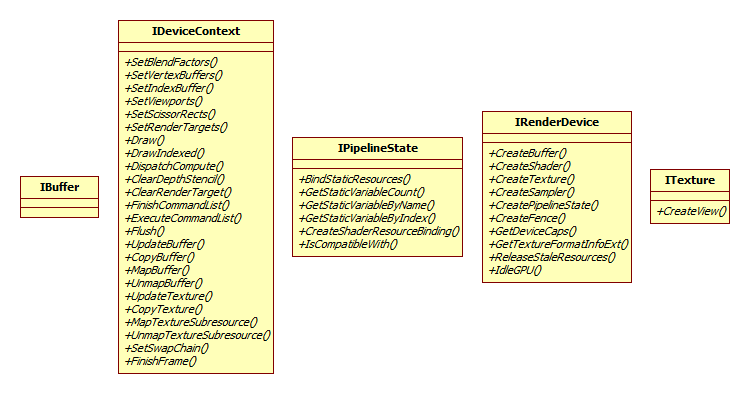 IBuffer
IDeviceContext
+SetBlendFactors()
+SetVertexBuffers()
+SetIndexBuffer()
+SetViewports()
+SetScissorRects()
+SetRenderTargets()
+Draw()
+DrawIndexed()
+DispatchCompute()
+ClearDepthStencil()
+ClearRenderTarget()
+FinishCommandList()
+ExecuteCommandList()
+Flush()
+UpdateBuffer()
+CopyBuffer()
+MapBuffer()
+UnmapBuffer()
+UpdateTexture()
+CopyTexture()
+MapTextureSubresource()
+UnmapTextureSubresource()
+SetSwapChain()
+FinishFrame()
IPipelineState
+BindStaticResources()
+GetStaticVariableCount()
+GetStaticVariableByName()
+GetStaticVariableByIndex()
+CreateShaderResourceBinding()
+IsCompatibleWith()
IRenderDevice
+CreateBuffer()
+CreateShader()
+CreateTexture()
+CreateSampler()
+CreatePipelineState()
+CreateFence()
+GetDeviceCaps()
+GetTextureFormatInfoExt()
+ReleaseStaleResources()
+IdleGPU()
ITexture
+CreateView()